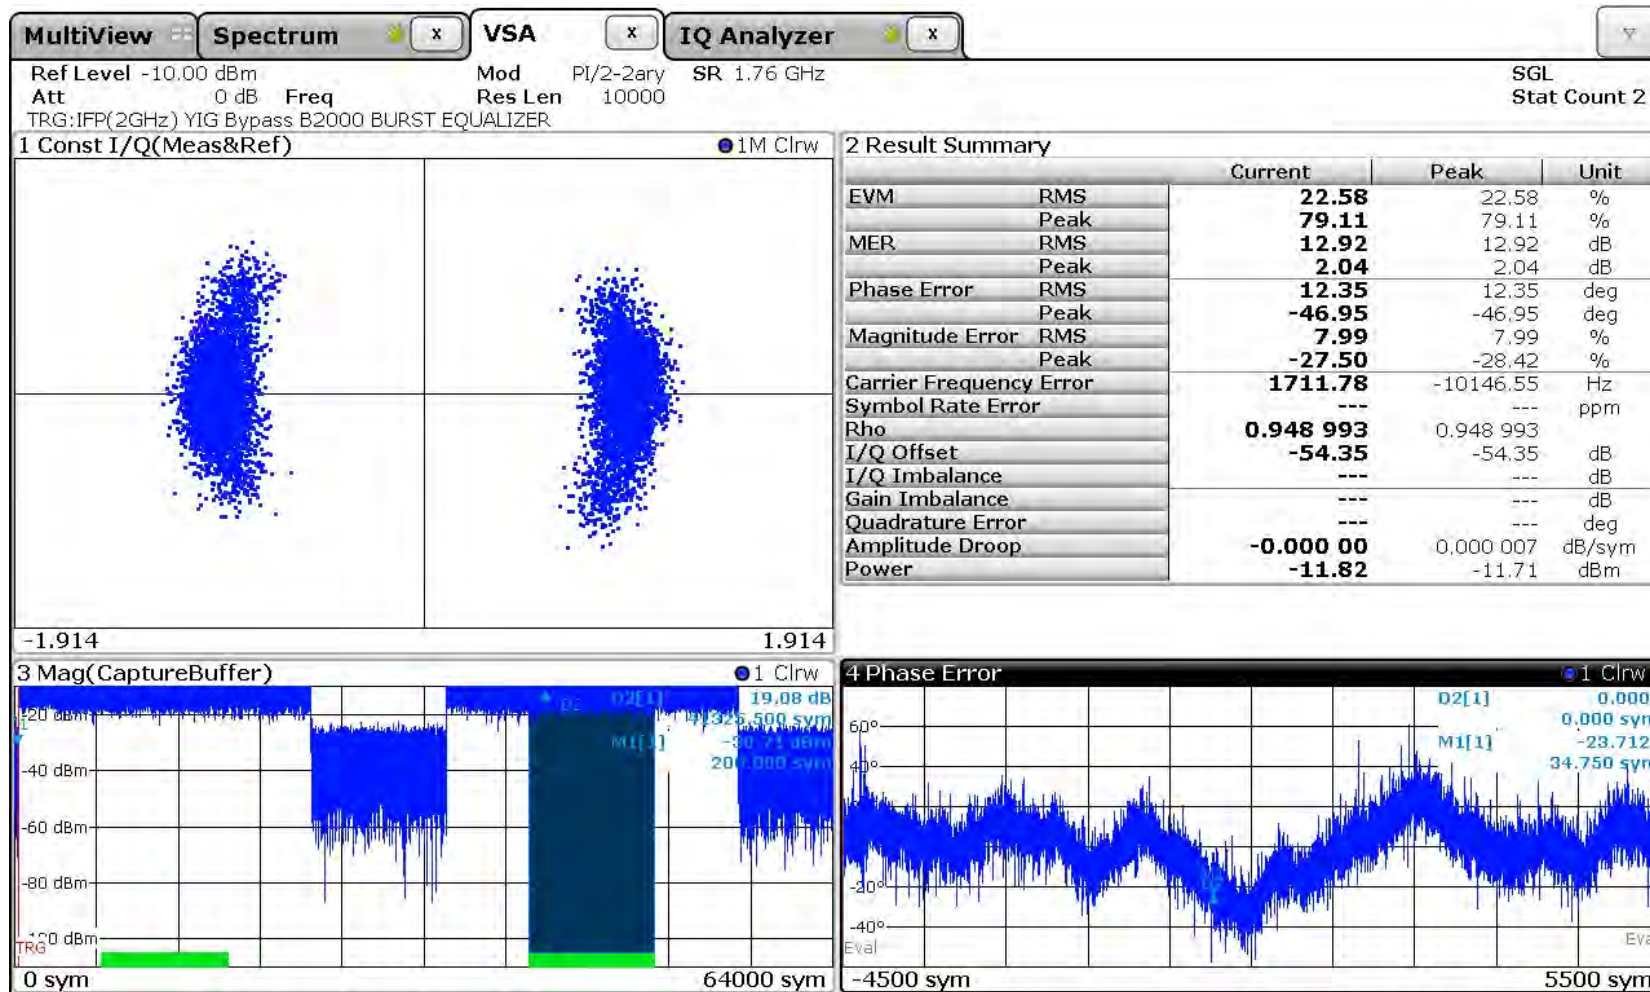 MultiView Spectrum x VSA x IQ Analyzer x
Ref Level -10.00 dBm Mod PI/2-2ary SR 1.76 GHz SGL
Att 0 dB Freq Res Len 10000 Stat Count 2
TRG:IFP(2GHz) YIG Bypass B2000 BURST EQUALIZER
1 Const I/Q(Meas&Ref) 1M Clrw
-1.914 1.914
2 Result Summary
Current Peak Unit
EVM RMS 22.58 22.58 %
Peak 79.11 79.11 %
MER RMS 12.92 12.92 dB
Peak 2.04 2.04 dB
Phase Error RMS 12.35 12.35 deg
Peak -46.95 -46.95 deg
Magnitude Error RMS 7.99 7.99 %
Peak -27.50 -28.42 %
Carrier Frequency Error 1711.78 -10146.55 Hz
Symbol Rate Error --- --- ppm
Rho 0.948 993 0.948 993
I/Q Offset -54.35 -54.35 dB
I/Q Imbalance --- --- dB
Gain Imbalance --- --- dB
Quadrature Error --- --- deg
Amplitude Droop -0.000 00 0.000 007 dB/sym
Power -11.82 -11.71 dBm
3 Mag(CaptureBuffer) 1 Clrw
D2[1] 19.08 dB
41325.500 sym
M1[1] -30.71 dBm
200.000 sym
-20 dBm
-40 dBm
-60 dBm
-80 dBm
TRG
0 sym 64000 sym
4 Phase Error 1 Clrw
D2[1] 0.000
0.000 sym
M1[1] -23.712
34.750 sym
60°
40°
-20°
-40°
Eval
-4500 sym 5500 sym